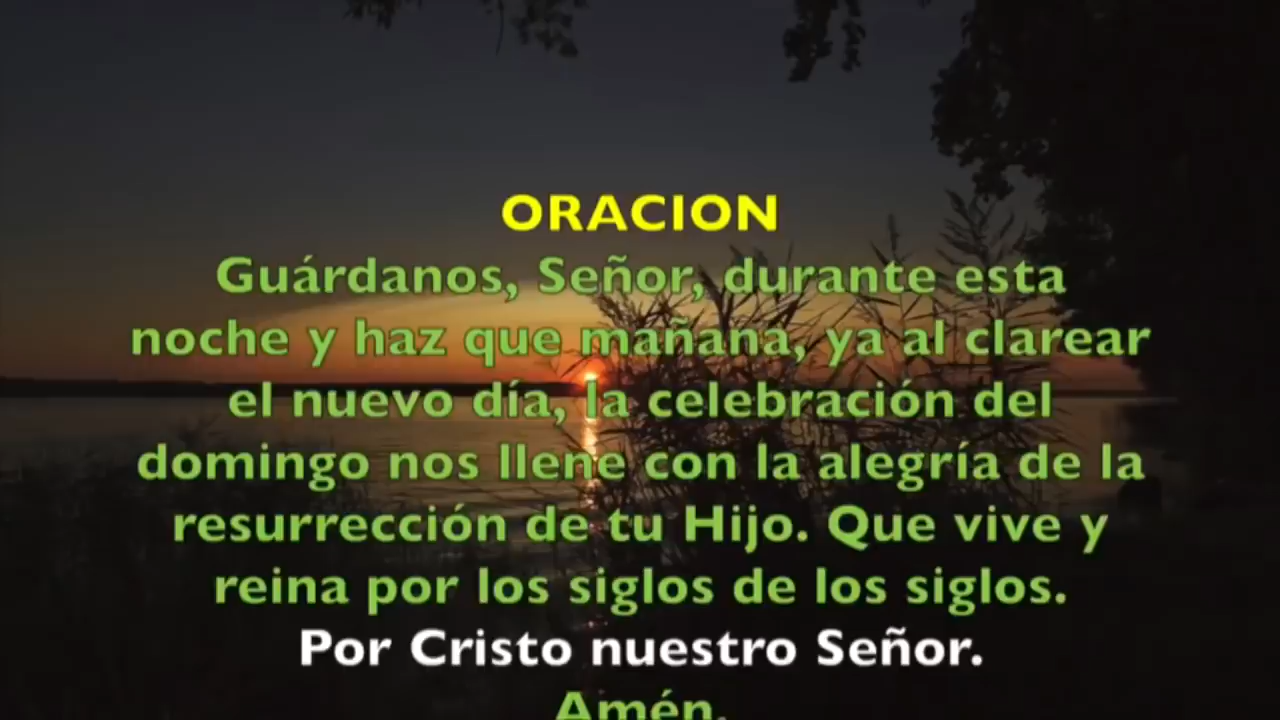 ORACION
Guárdanos, Señor, durante esta
noche y haz que mañana, ya al clarear
el nuevo día, la celebración del
domingo nos llene con la alegría de la
resurrección de tu Hijo. Que vive y
reina por los siglos de los siglos.
Por Cristo nuestro Señor.
Amén.